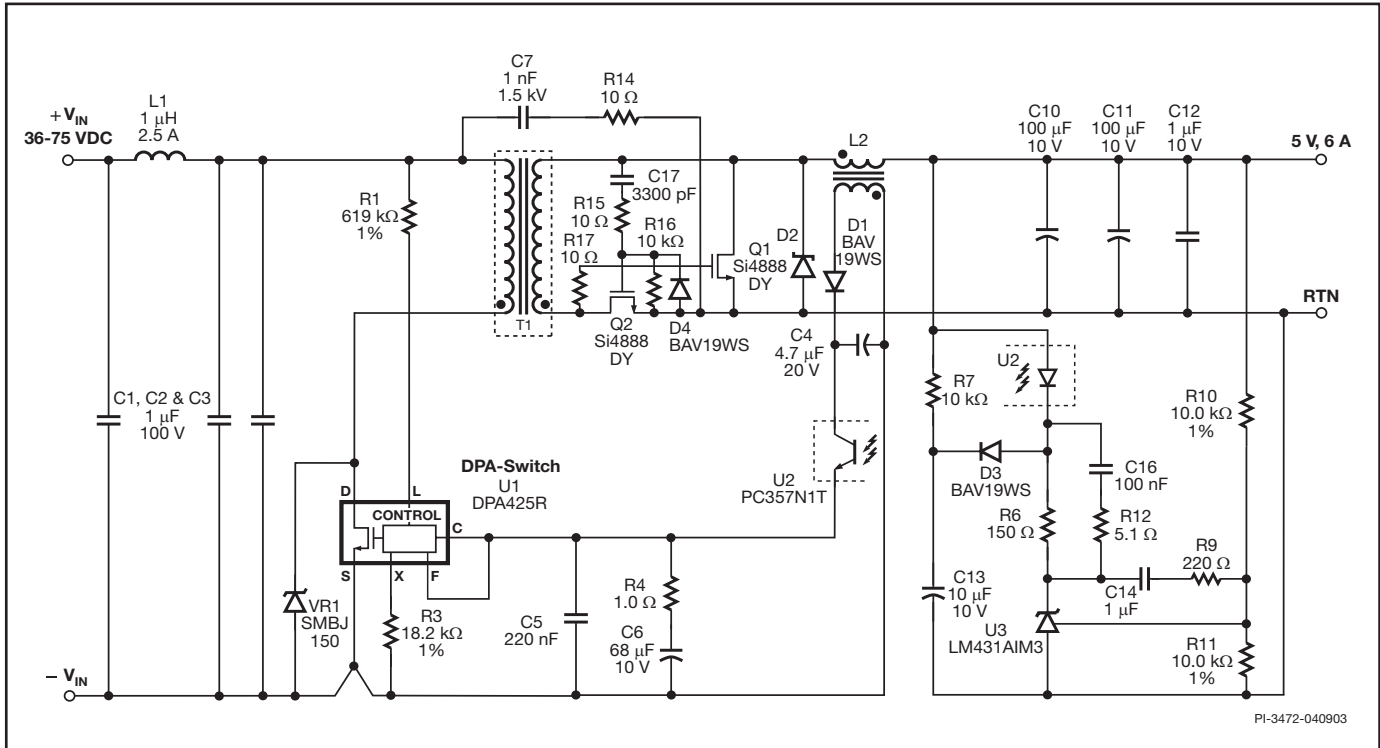 C7
1 nF
1.5 kV
R14
10 Ω
+ VIN
36-75 VDC
L1
1 µH
2.5 A
C10
100 µF
10 V
C11
100 µF
10 V
C12
1 µF
10 V
L2
5 V, 6 A
R1
619 kΩ
1%
C17
3300 pF
R15
10 Ω
R16
10 kΩ
R17
10 Ω
Q1
Si4888
DY
D2
D1
BAV
19WS
T1
Q2
Si4888
DY
D4
BAV19WS
C4
4.7 µF
20 V
RTN
U2
R7
10 kΩ
R10
10.0 kΩ
1%
C1, C2 & C3
1 µF
100 V
DPA-Switch
U1
DPA425R
U2
PC357N1T
D3
BAV19WS
C16
100 nF
R6
150 Ω
R12
5.1 Ω
R9
220 Ω
D
L
CONTROL
C
S
X
F
VR1
SMBJ
150
R3
18.2 kΩ
1%
C5
220 nF
R4
1.0 Ω
C6
68 µF
10 V
C13
10 µF
10 V
C14
1 µF
U3
LM431AIM3
R11
10.0 kΩ
1%
− VIN
PI-3472-040903